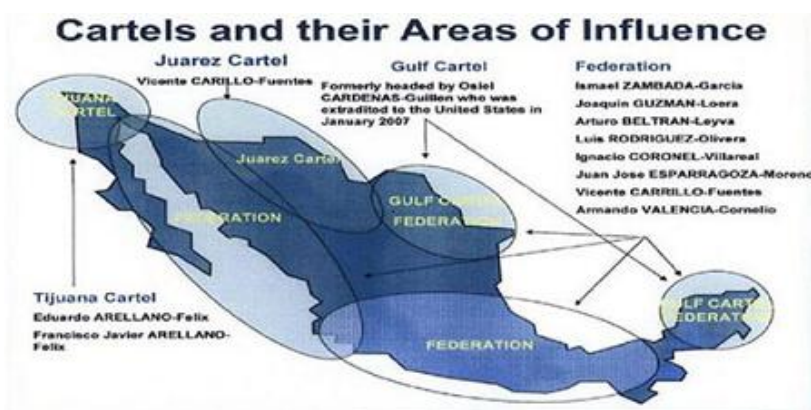 Cartels and their Areas of Influence
Juarez Cartel
Vicente CARILLO-Fuentes
Gulf Cartel
Formerly headed by Osiel
CARDENAS-Guillen who was
extradited to the United States in
January 2007
Federation
Ismael ZAMBADA-Garcia
Joaquin GUZMAN-Loera
Arturo BELTRAN-Leyva
Luis RODRIGUEZ-Olivera
Ignacio CORONEL-Villareal
Juan Jose ESPARRAGOZA-Moreno
Vicente CARRILLO-Fuentes
Armando VALENCIA-Cornelio
TIJUANA
CARTEL
Juarez Cartel
FEDERATION
GULF CARTEL
FEDERATION
GULF CARTEL
FEDERATION
FEDERATION
Tijuana Cartel
Eduardo ARELLANO-Felix
Francisco Javier ARELLANO-
Felix